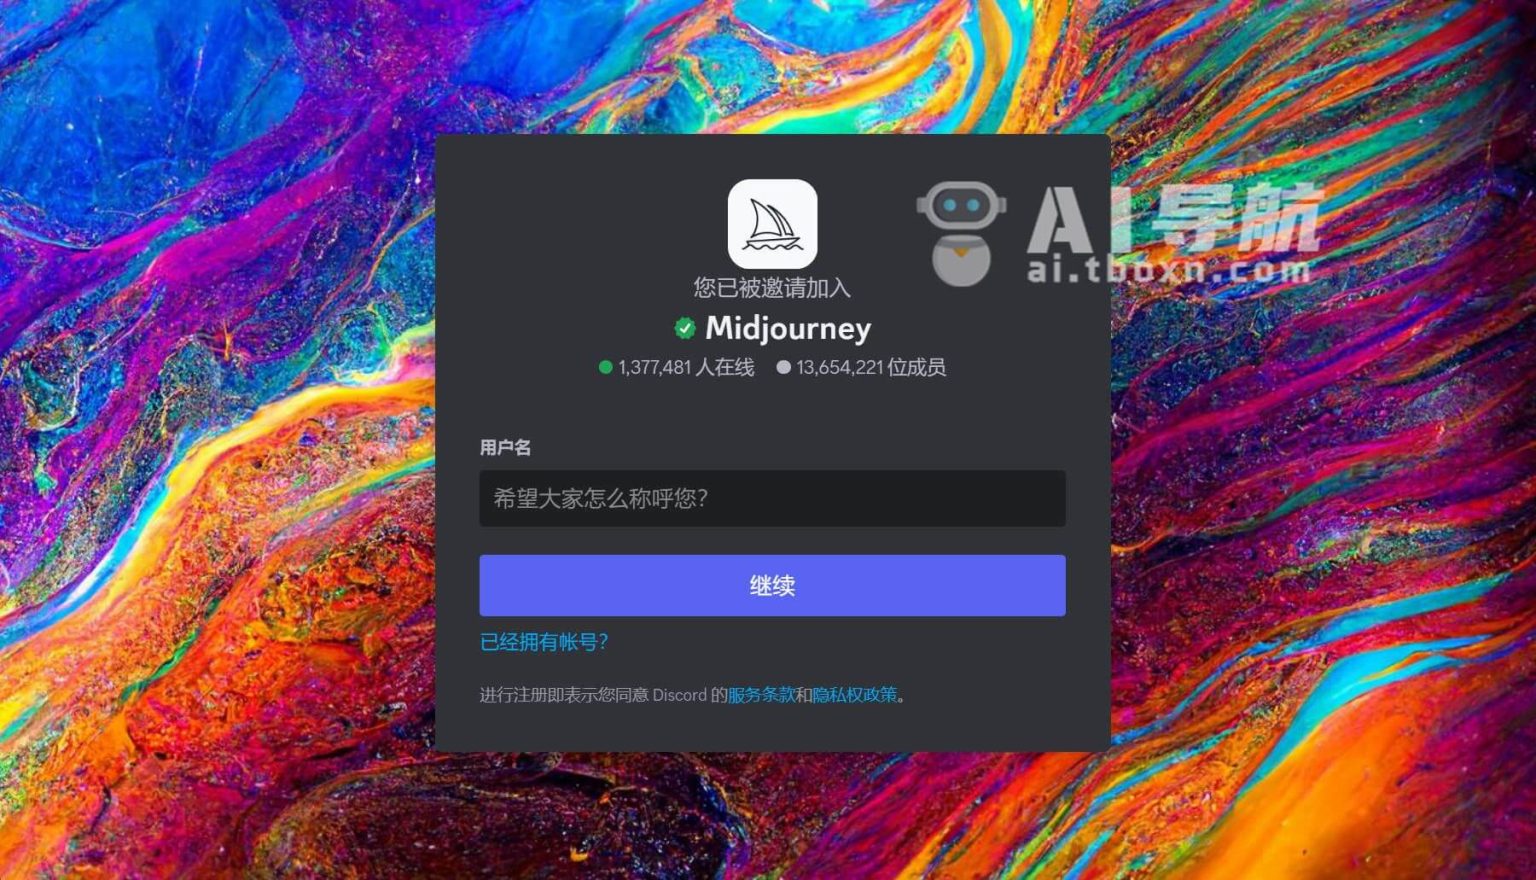 AI导航
ai.tboxn.com
您已被邀请加入
Midjourney
1,377,481 人在线 13,654,221 位成员
用户名
希望大家怎么称呼您?
继续
已经拥有帐号?
进行注册即表示您同意 Discord 的服务条款和隐私权政策。